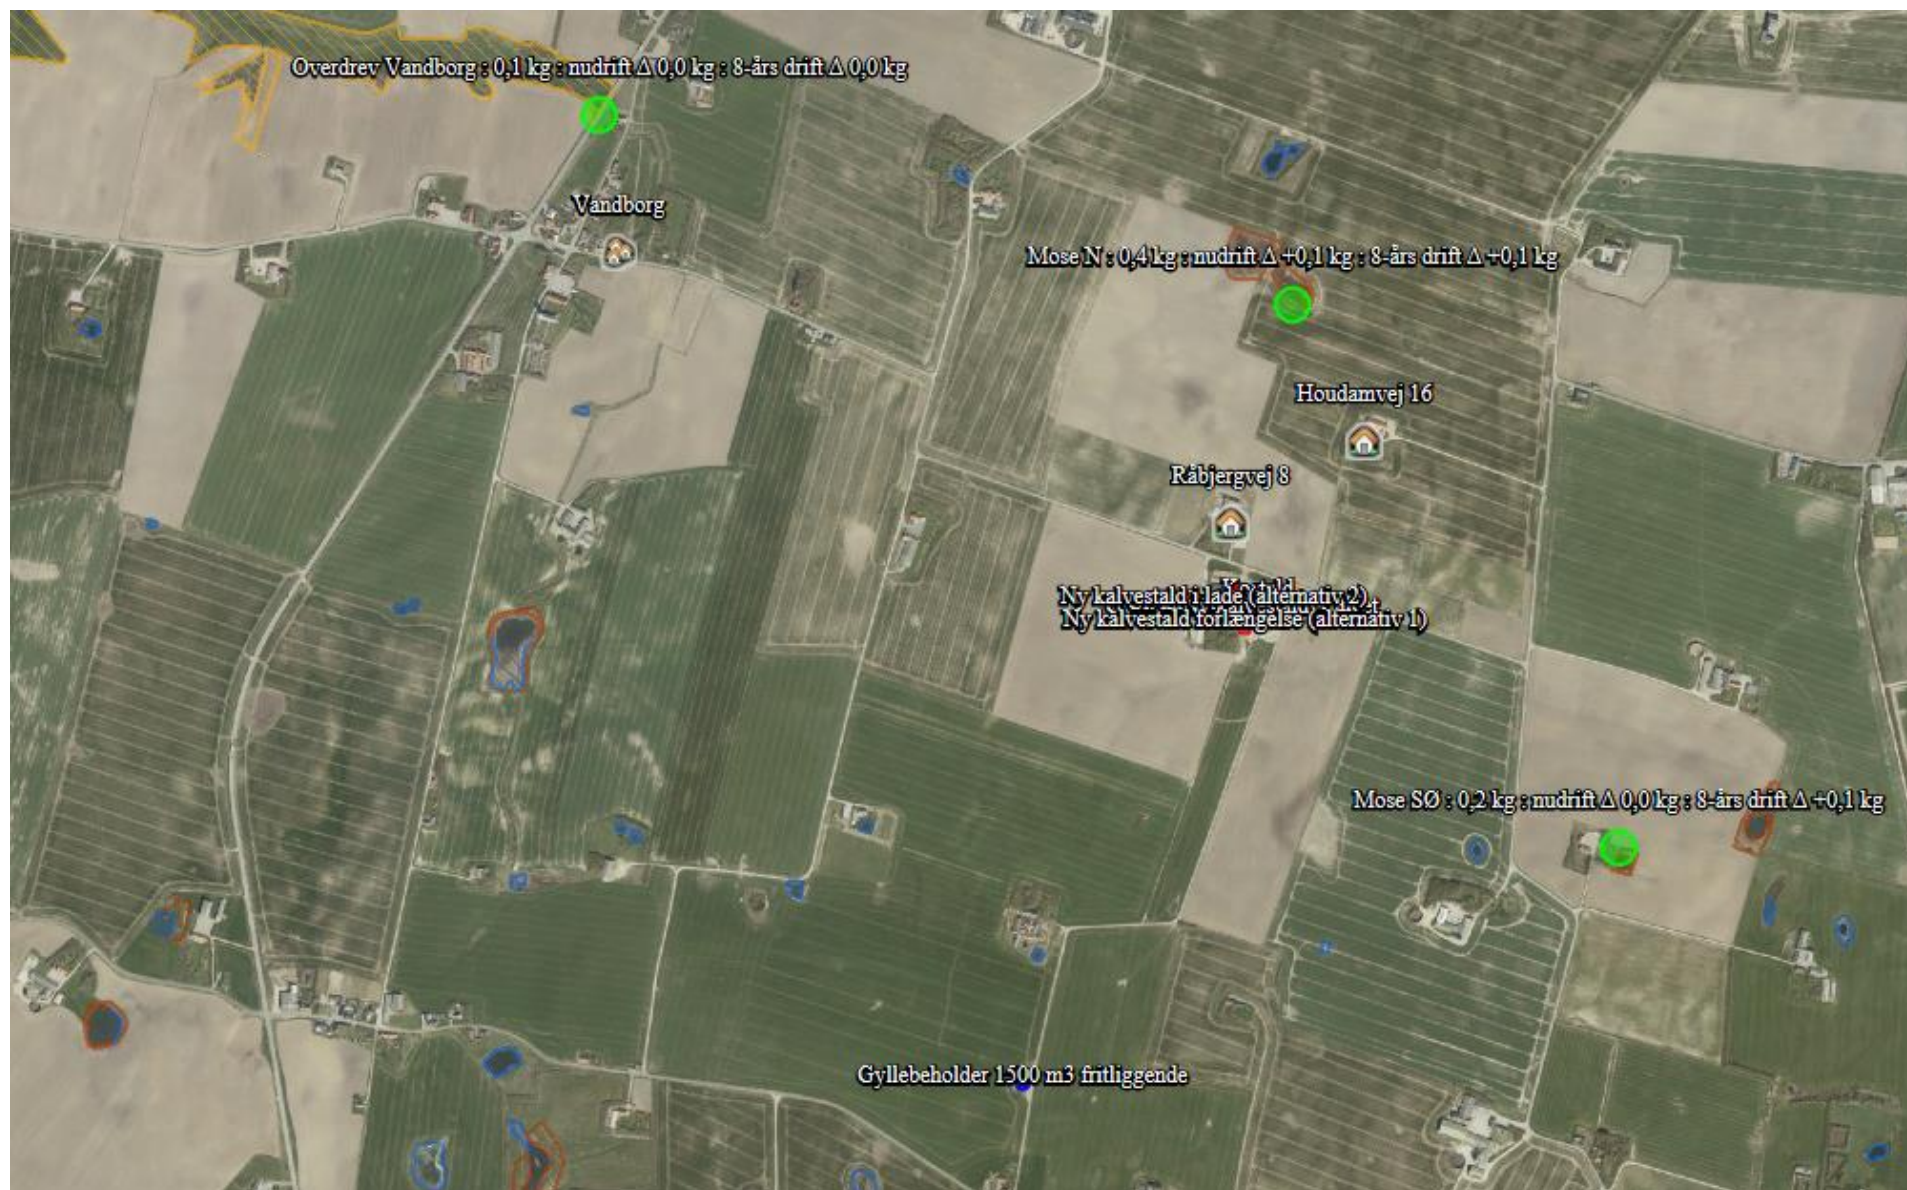 Overdrev Vandborg : 0,1 kg : nudrift Δ 0,0 kg : 8-års drift Δ 0,0 kg
Vandborg
Mose N : 0,4 kg : nudrift Δ +0,1 kg : 8-års drift Δ +0,1 kg
Houdamvej 16
Råbjergvej 8
Ny kalvestald i lade (alternativ 2)
Ny kalvestald forlængelse (alternativ 1)
Mose SØ : 0,2 kg : nudrift Δ 0,0 kg : 8-års drift Δ +0,1 kg
Gyllebeholder 1500 m3 fritliggende